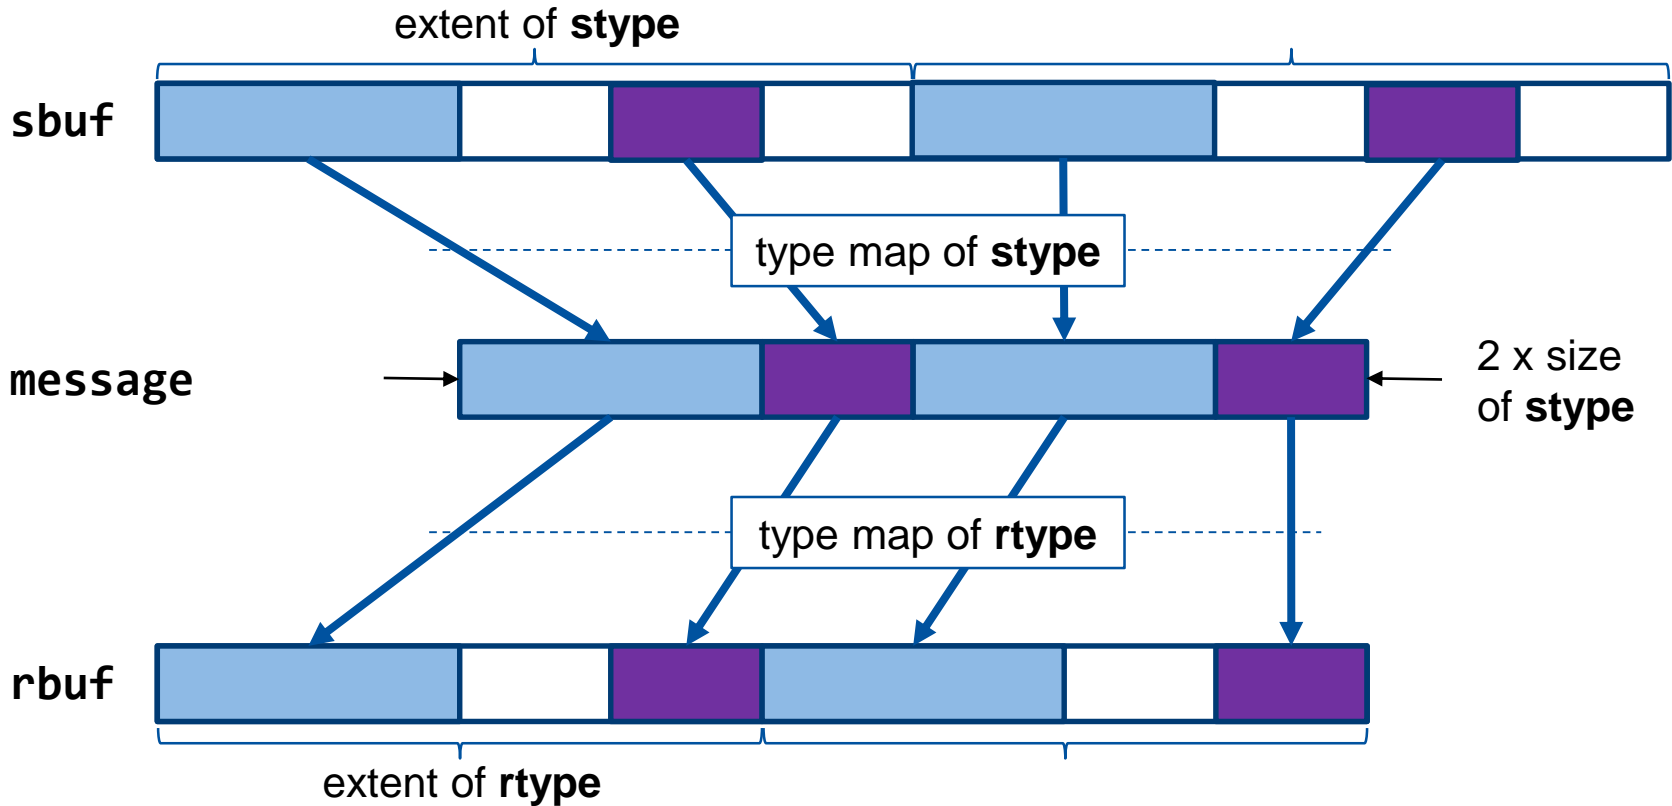 extent of stype
sbuf
type map of stype
message
2 x size
of stype
type map of rtype
rbuf
extent of rtype